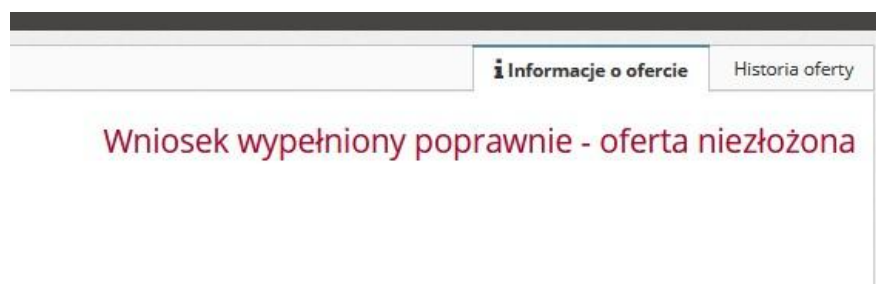 Informacje o ofercie
Historia oferty
Wniosek wypełniony poprawnie - oferta niezłożona